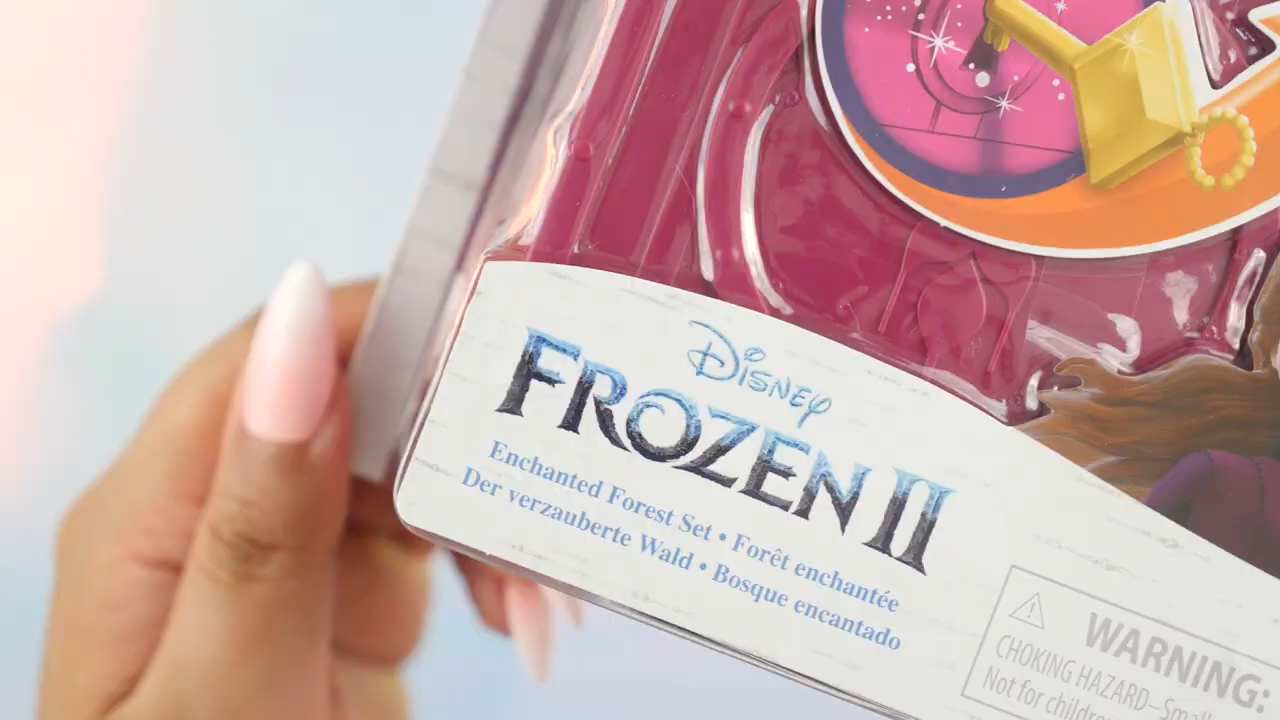 Disney
FROZEN II
Enchanted Forest Set • Forêt enchantée
Der verzauberte Wald • Bosque encantado
WARNING:
CHOKING HAZARD–Small
Not for children